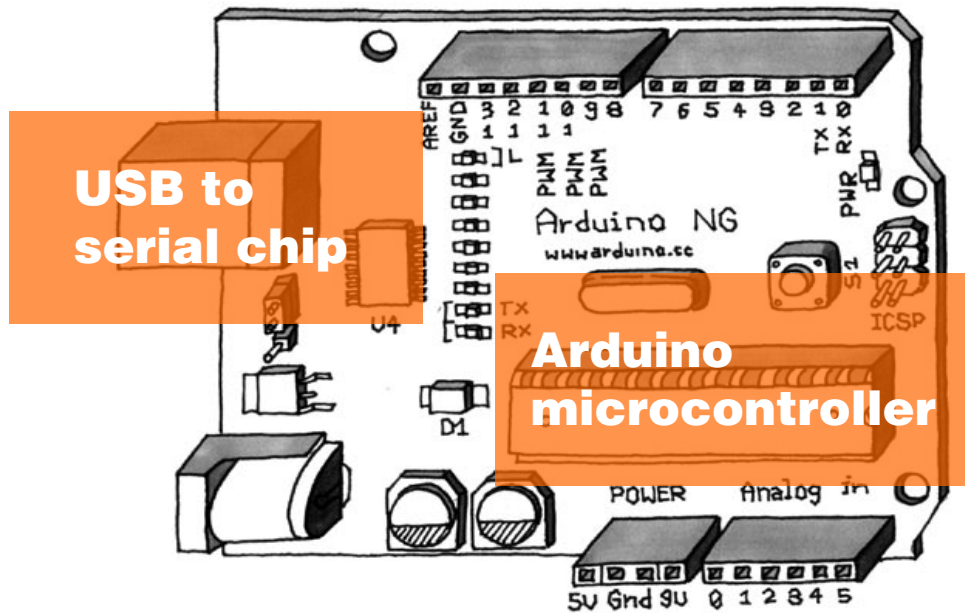 AREF GND 13 12 11 10 9 8 7 6 5 4 3 2 1 0
TX RX
L
PWM PWM PWM
PWR
USB to
serial chip
Arduino NG
www.arduino.cc
S1
ICSP
TX
RX
U4
Arduino
microcontroller
D1
POWER Analog in
5V Gnd 9V 0 1 2 3 4 5